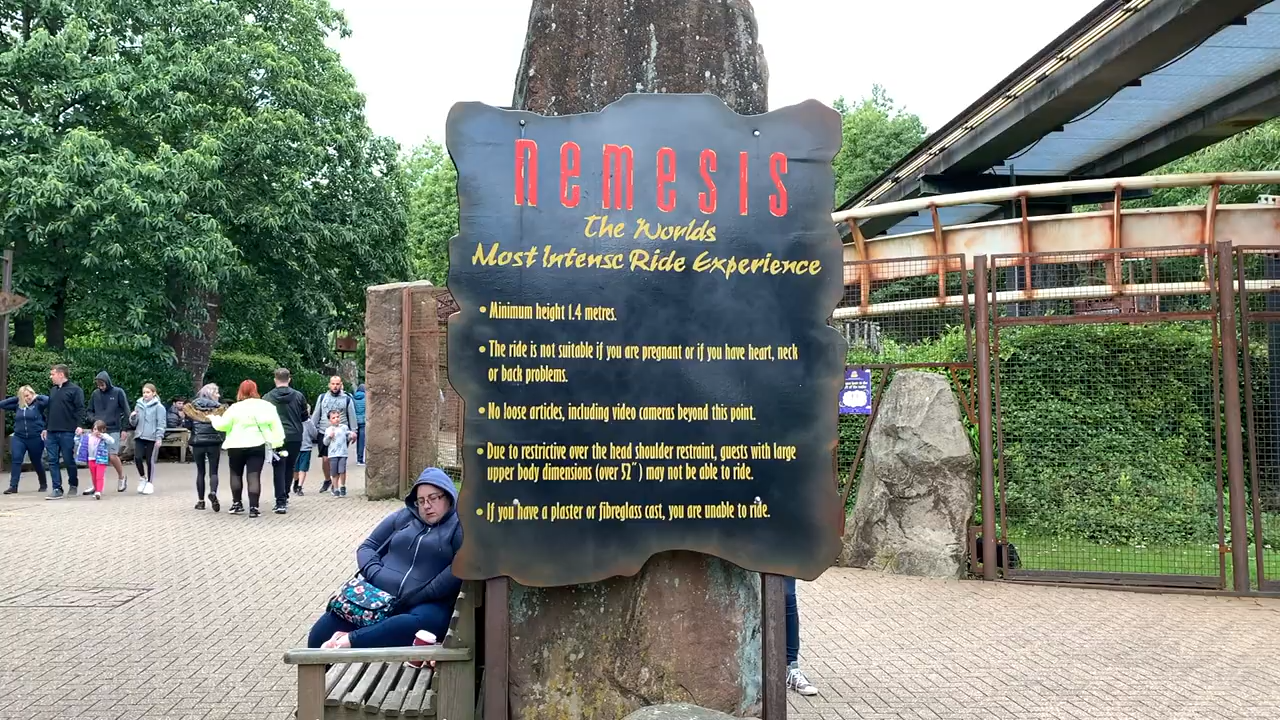 nemesis
The Worlds
Most Intense Ride Experience
• Minimum height 1.4 metres.
• The ride is not suitable if you are pregnant or if you have heart, neck
or back problems.
• No loose articles, including video cameras beyond this point.
• Due to restrictive over the head shoulder restraint, guests with large
upper body dimensions (over 52") may not be able to ride.
• If you have a plaster or fibreglass cast, you are unable to ride.